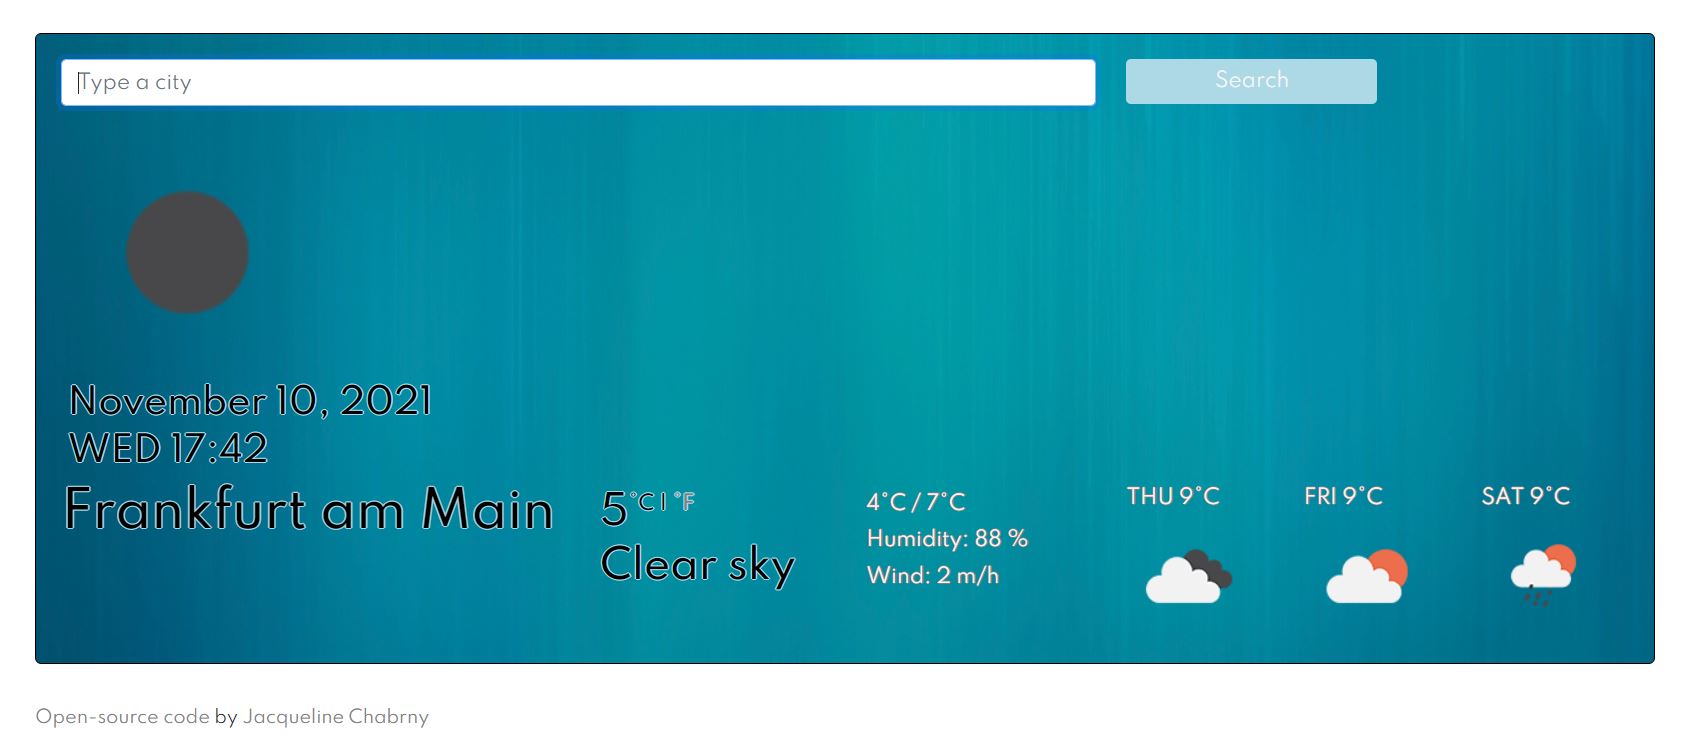 Type a city
Search
November 10, 2021
WED 17:42
Frankfurt am Main
5°C | °F
Clear sky
4°C / 7°C
Humidity: 88 %
Wind: 2 m/h
THU 9°C
FRI 9°C
SAT 9°C
Open-source code by Jacqueline Chabrny